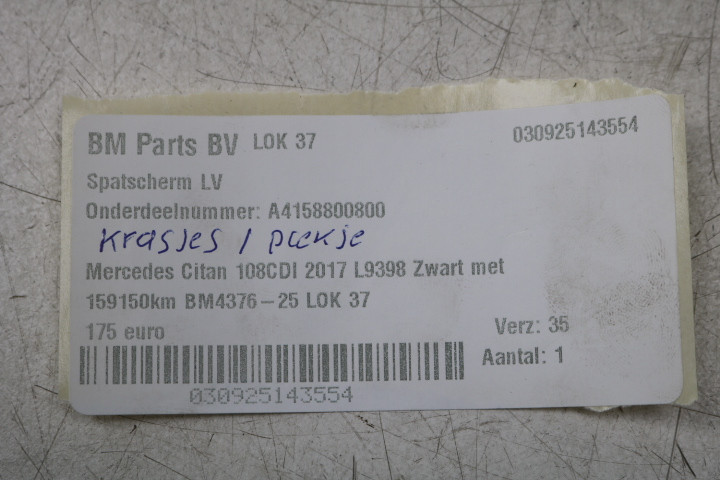 BM Parts BV LOK 37 030925143554
Spatscherm LV
Onderdeelnummer: A4158800800
krasjes / plekje
Mercedes Citan 108CDI 2017 L9398 Zwart met
159150km BM4376-25 LOK 37
175 euro Verz: 35
Aantal: 1
030925143554